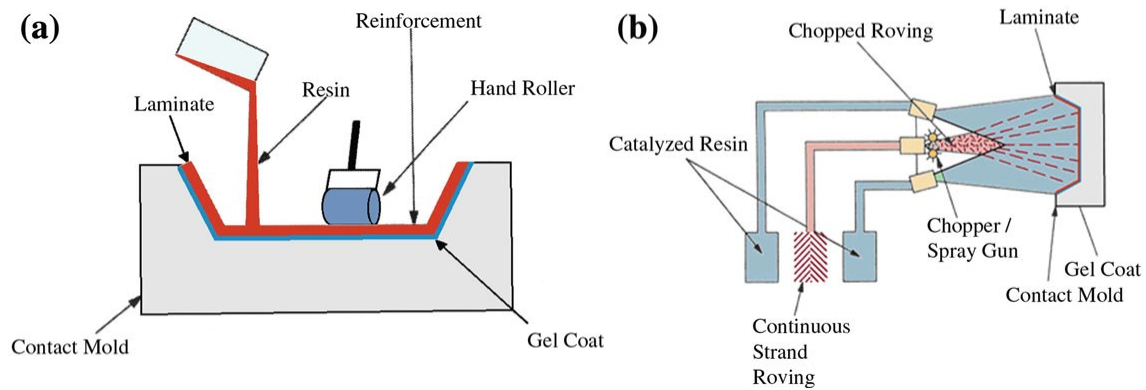 (a)
Reinforcement
Resin
Hand Roller
Laminate
Contact Mold
Gel Coat
(b)
Laminate
Chopped Roving
Catalyzed Resin
Chopper /
Spray Gun
Gel Coat
Contact Mold
Continuous
Strand
Roving